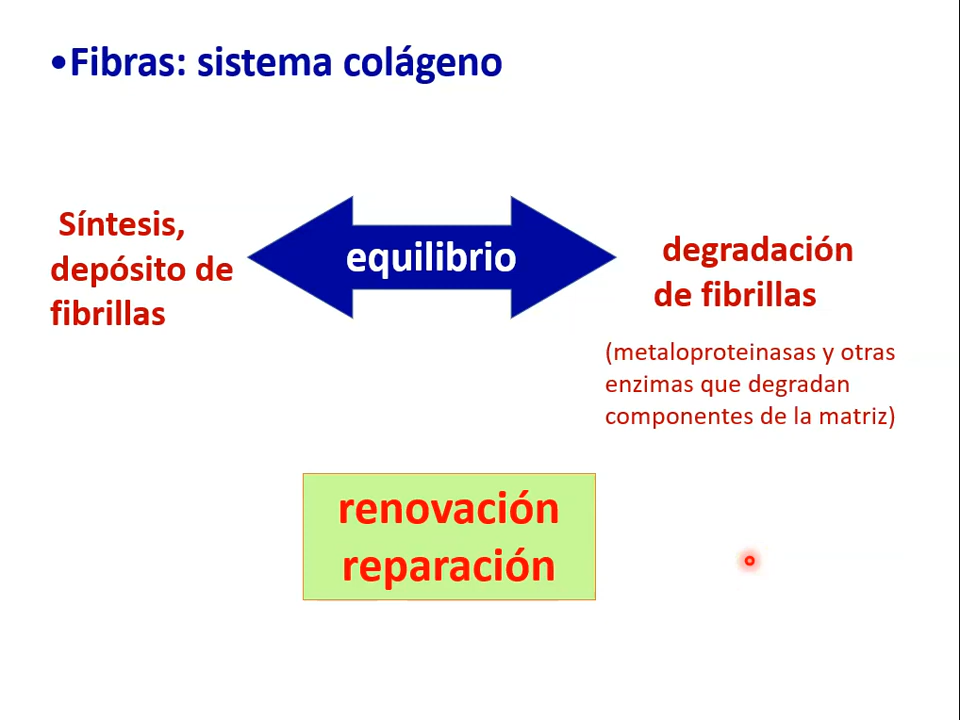 •Fibras: sistema colágeno
Síntesis,
depósito de
fibrillas
equilibrio
degradación
de fibrillas
(metaloproteinasas y otras
enzimas que degradan
componentes de la matriz)
renovación
reparación